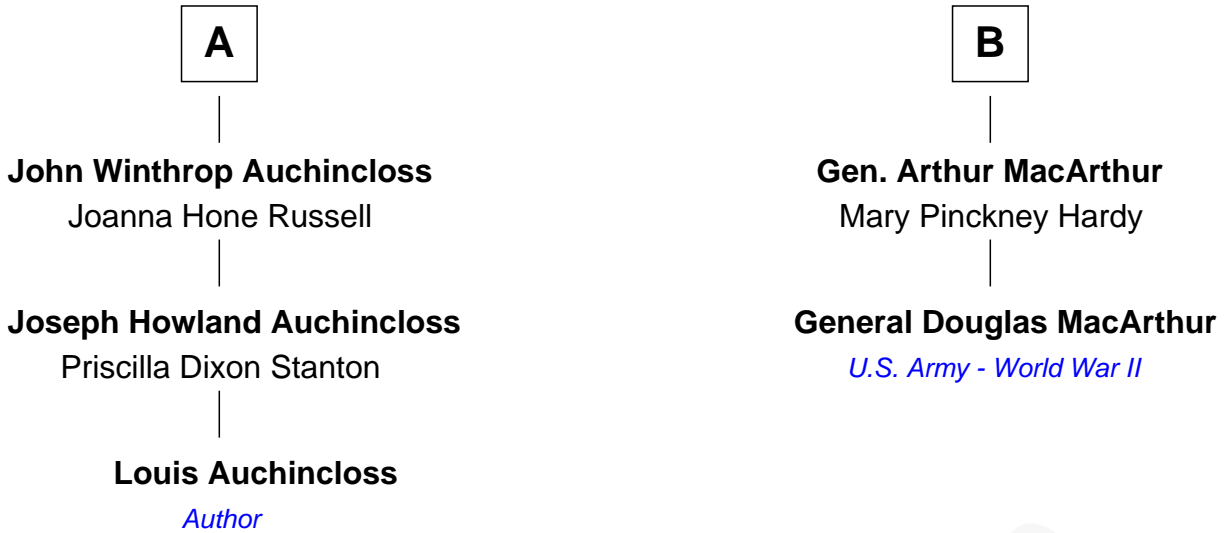 A
John Winthrop Auchincloss
Joanna Hone Russell
Joseph Howland Auchincloss
Priscilla Dixon Stanton
Louis Auchincloss
Author
B
Gen. Arthur MacArthur
Mary Pinckney Hardy
General Douglas MacArthur
U.S. Army - World War II